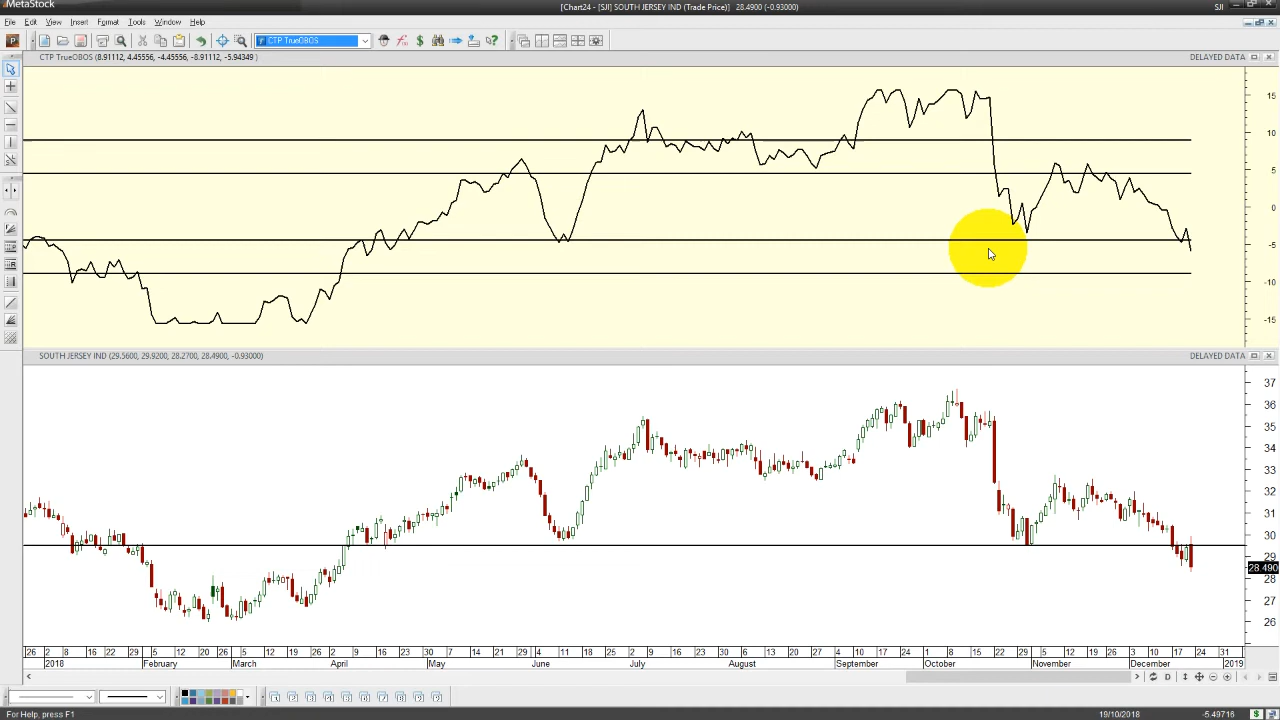 MetaStock
[Chart24 - [SJI] SOUTH JERSEY IND (Trade Price)] 28.4900 (-0.93000)
SJI
File Edit View Insert Format Tools Window Help
CTP TrueOBOS
CTP TrueOBOS (8.91112, 4.45556, -4.45556, -8.91112, -5.94349 )
DELAYED DATA
15
10
5
0
-5
-10
-15
SOUTH JERSEY IND (29.5600, 29.9200, 28.2700, 28.4900, -0.93000)
DELAYED DATA
37
36
35
34
33
32
31
30
29
28.490
28
27
26
26 2 8 16 22 29 5 12 20 26 5 12 19 26 2 9 16 23 30 7 14 21 29 4 11 18 25 2 9 16 23 30 6 13 20 27 4 10 17 24 1 8 15 22 29 5 12 19 26 3 10 17 24 31
2018 February March April May June July August September October November December 2019
For Help, press F1
19/10/2018
-5.49716